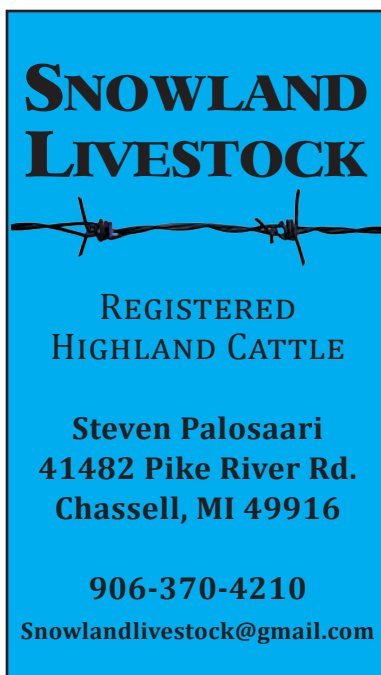 Snowland
Livestock
Registered
Highland Cattle
Steven Palosaari
41482 Pike River Rd.
Chassell, MI 49916
906-370-4210
Snowlandlivestock@gmail.com